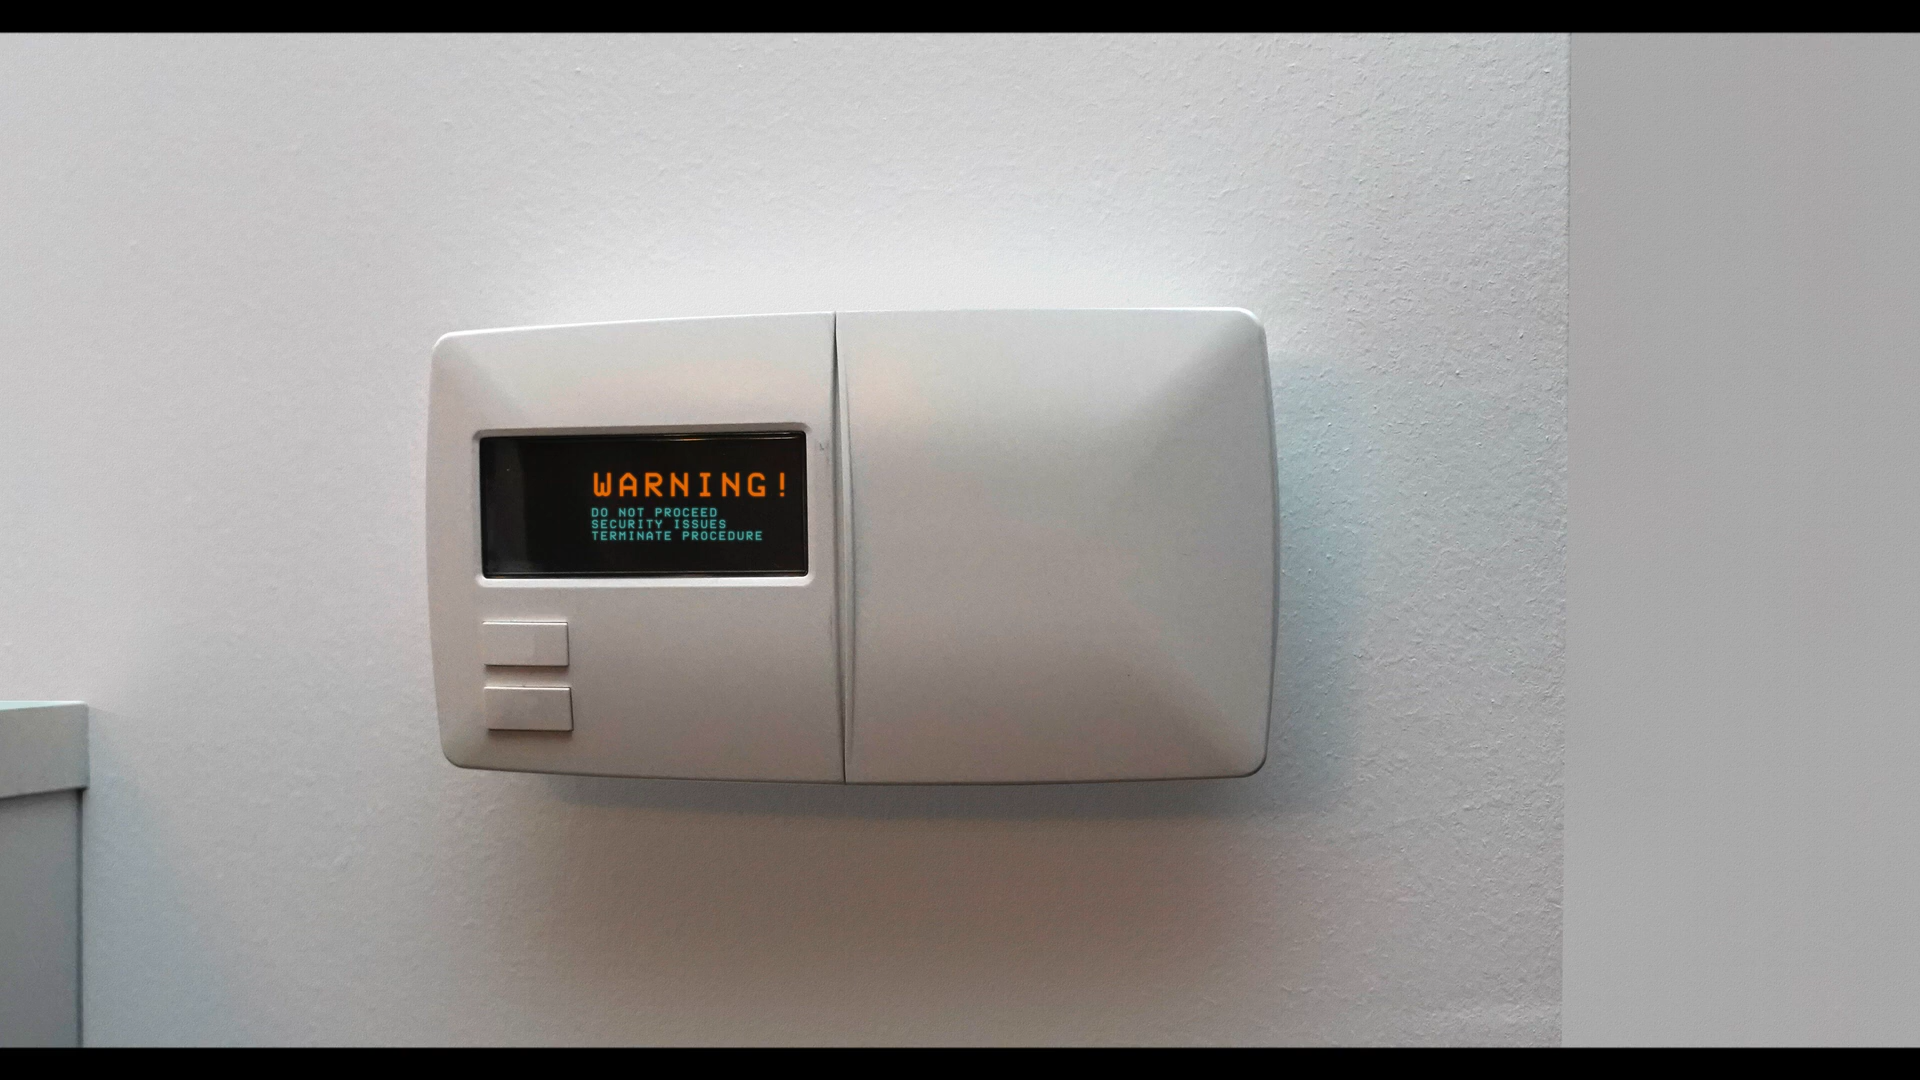 WARNING!
DO NOT PROCEED
SECURITY ISSUES
TERMINATE PROCEDURE